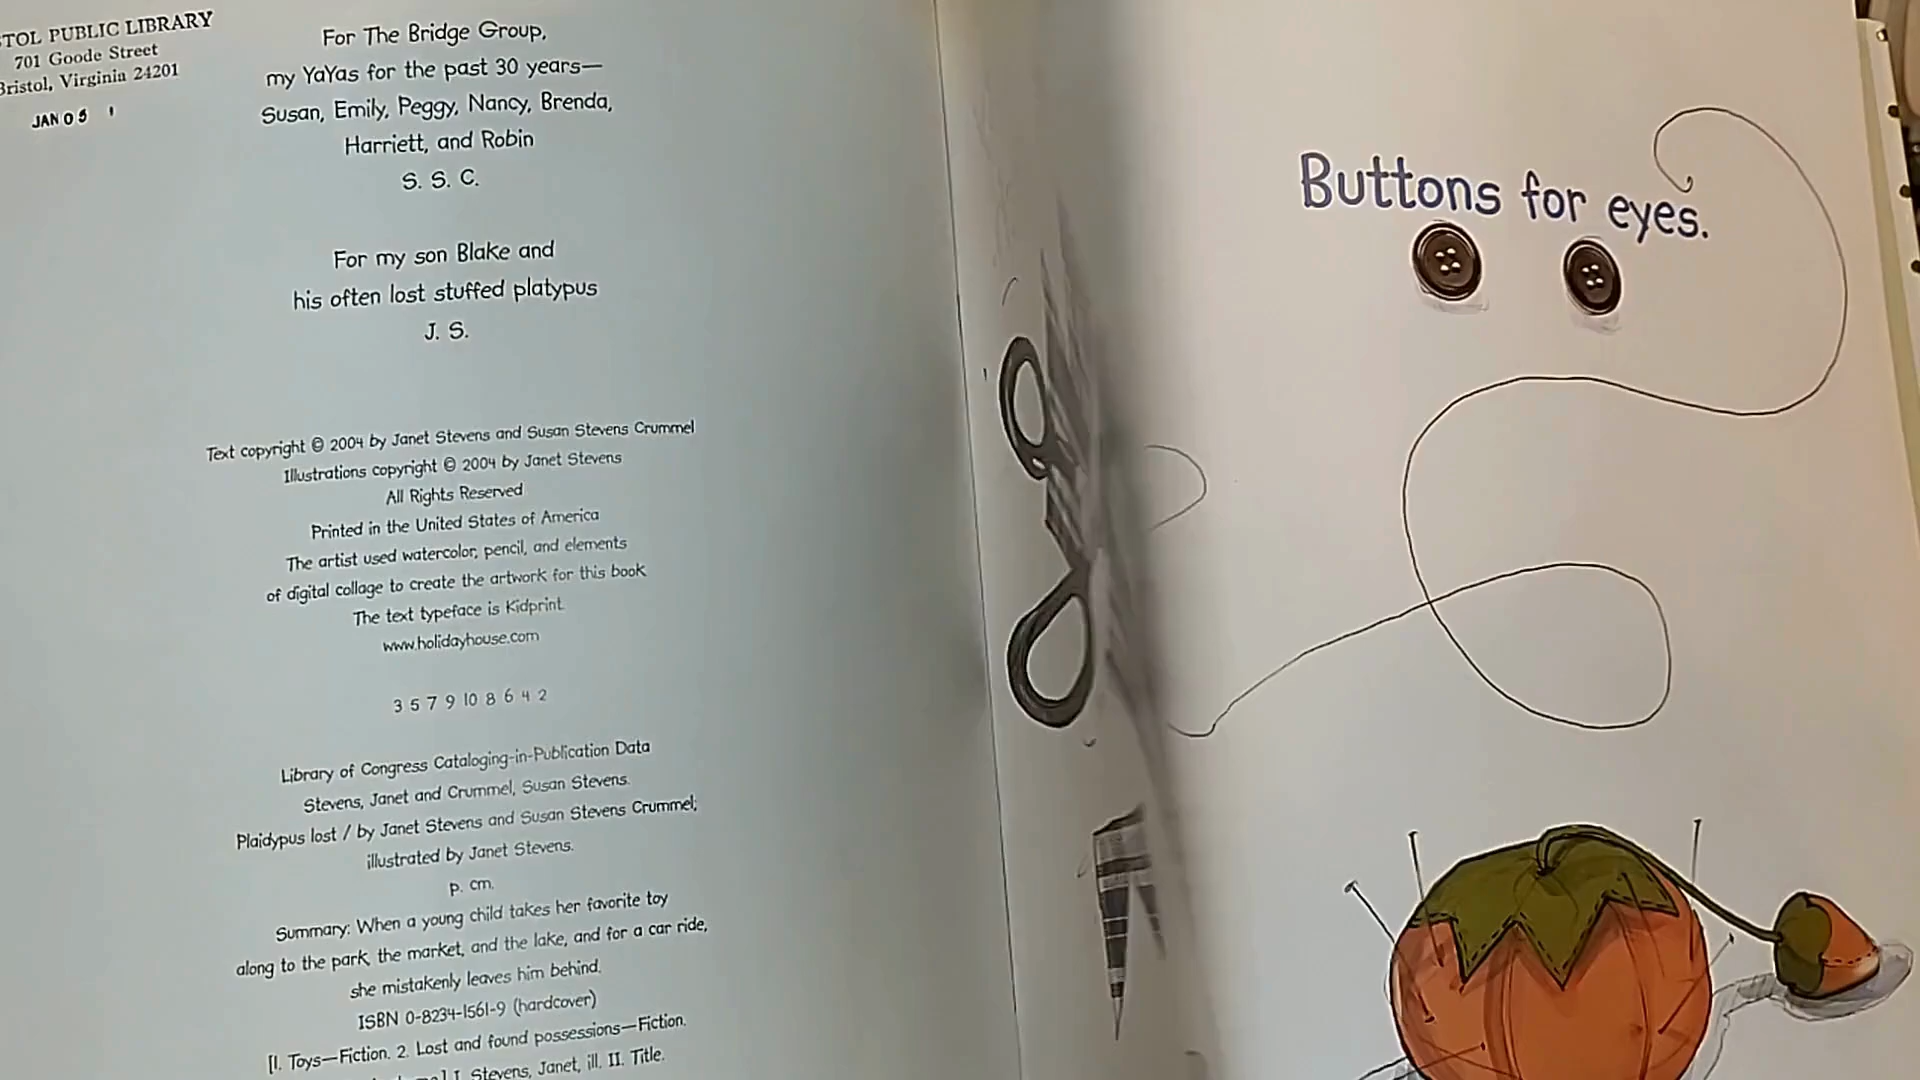 PUBLIC LIBRARY
701 Goode Street
Bristol, Virginia 24201
JAN 05
For The Bridge Group,
my YaYas for the past 30 years—
Susan, Emily, Peggy, Nancy, Brenda,
Harriett, and Robin
S. S. C.
For my son Blake and
his often lost stuffed platypus
J. S.
Text copyright © 2004 by Janet Stevens and Susan Stevens Crummel
Illustrations copyright © 2004 by Janet Stevens
All Rights Reserved
Printed in the United States of America
The artist used watercolor, pencil, and elements
of digital collage to create the artwork for this book
The text typeface is Kidprint.
www.holidayhouse.com
3 5 7 9 10 8 6 4 2
Library of Congress Cataloging-in-Publication Data
Stevens, Janet and Crummel, Susan Stevens.
Plaidypus lost / by Janet Stevens and Susan Stevens Crummel;
illustrated by Janet Stevens.
p. cm.
Summary: When a young child takes her favorite toy
along to the park, the market, and the lake, and for a car ride,
she mistakenly leaves him behind.
ISBN 0-8234-1561-9 (hardcover)
[1. Toys—Fiction. 2. Lost and found possessions—Fiction.
I. Stevens, Janet, ill. II. Title.
Buttons for eyes.